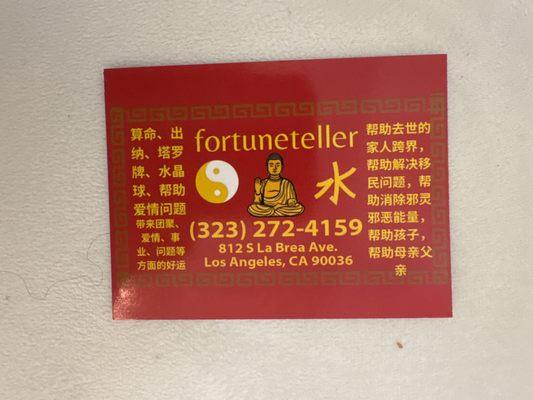 fortuneteller
算命、出
纳、塔罗
牌、水晶
球、帮助
爱情问题
带来团聚、
爱情、事
业、问题等
方面的好运
水
(323) 272-4159
812 S La Brea Ave.
Los Angeles, CA 90036
帮助去世的
家人跨界，
帮助解决移
民问题，帮
助消除邪灵
邪恶能量，
帮助孩子，
帮助母亲父
亲